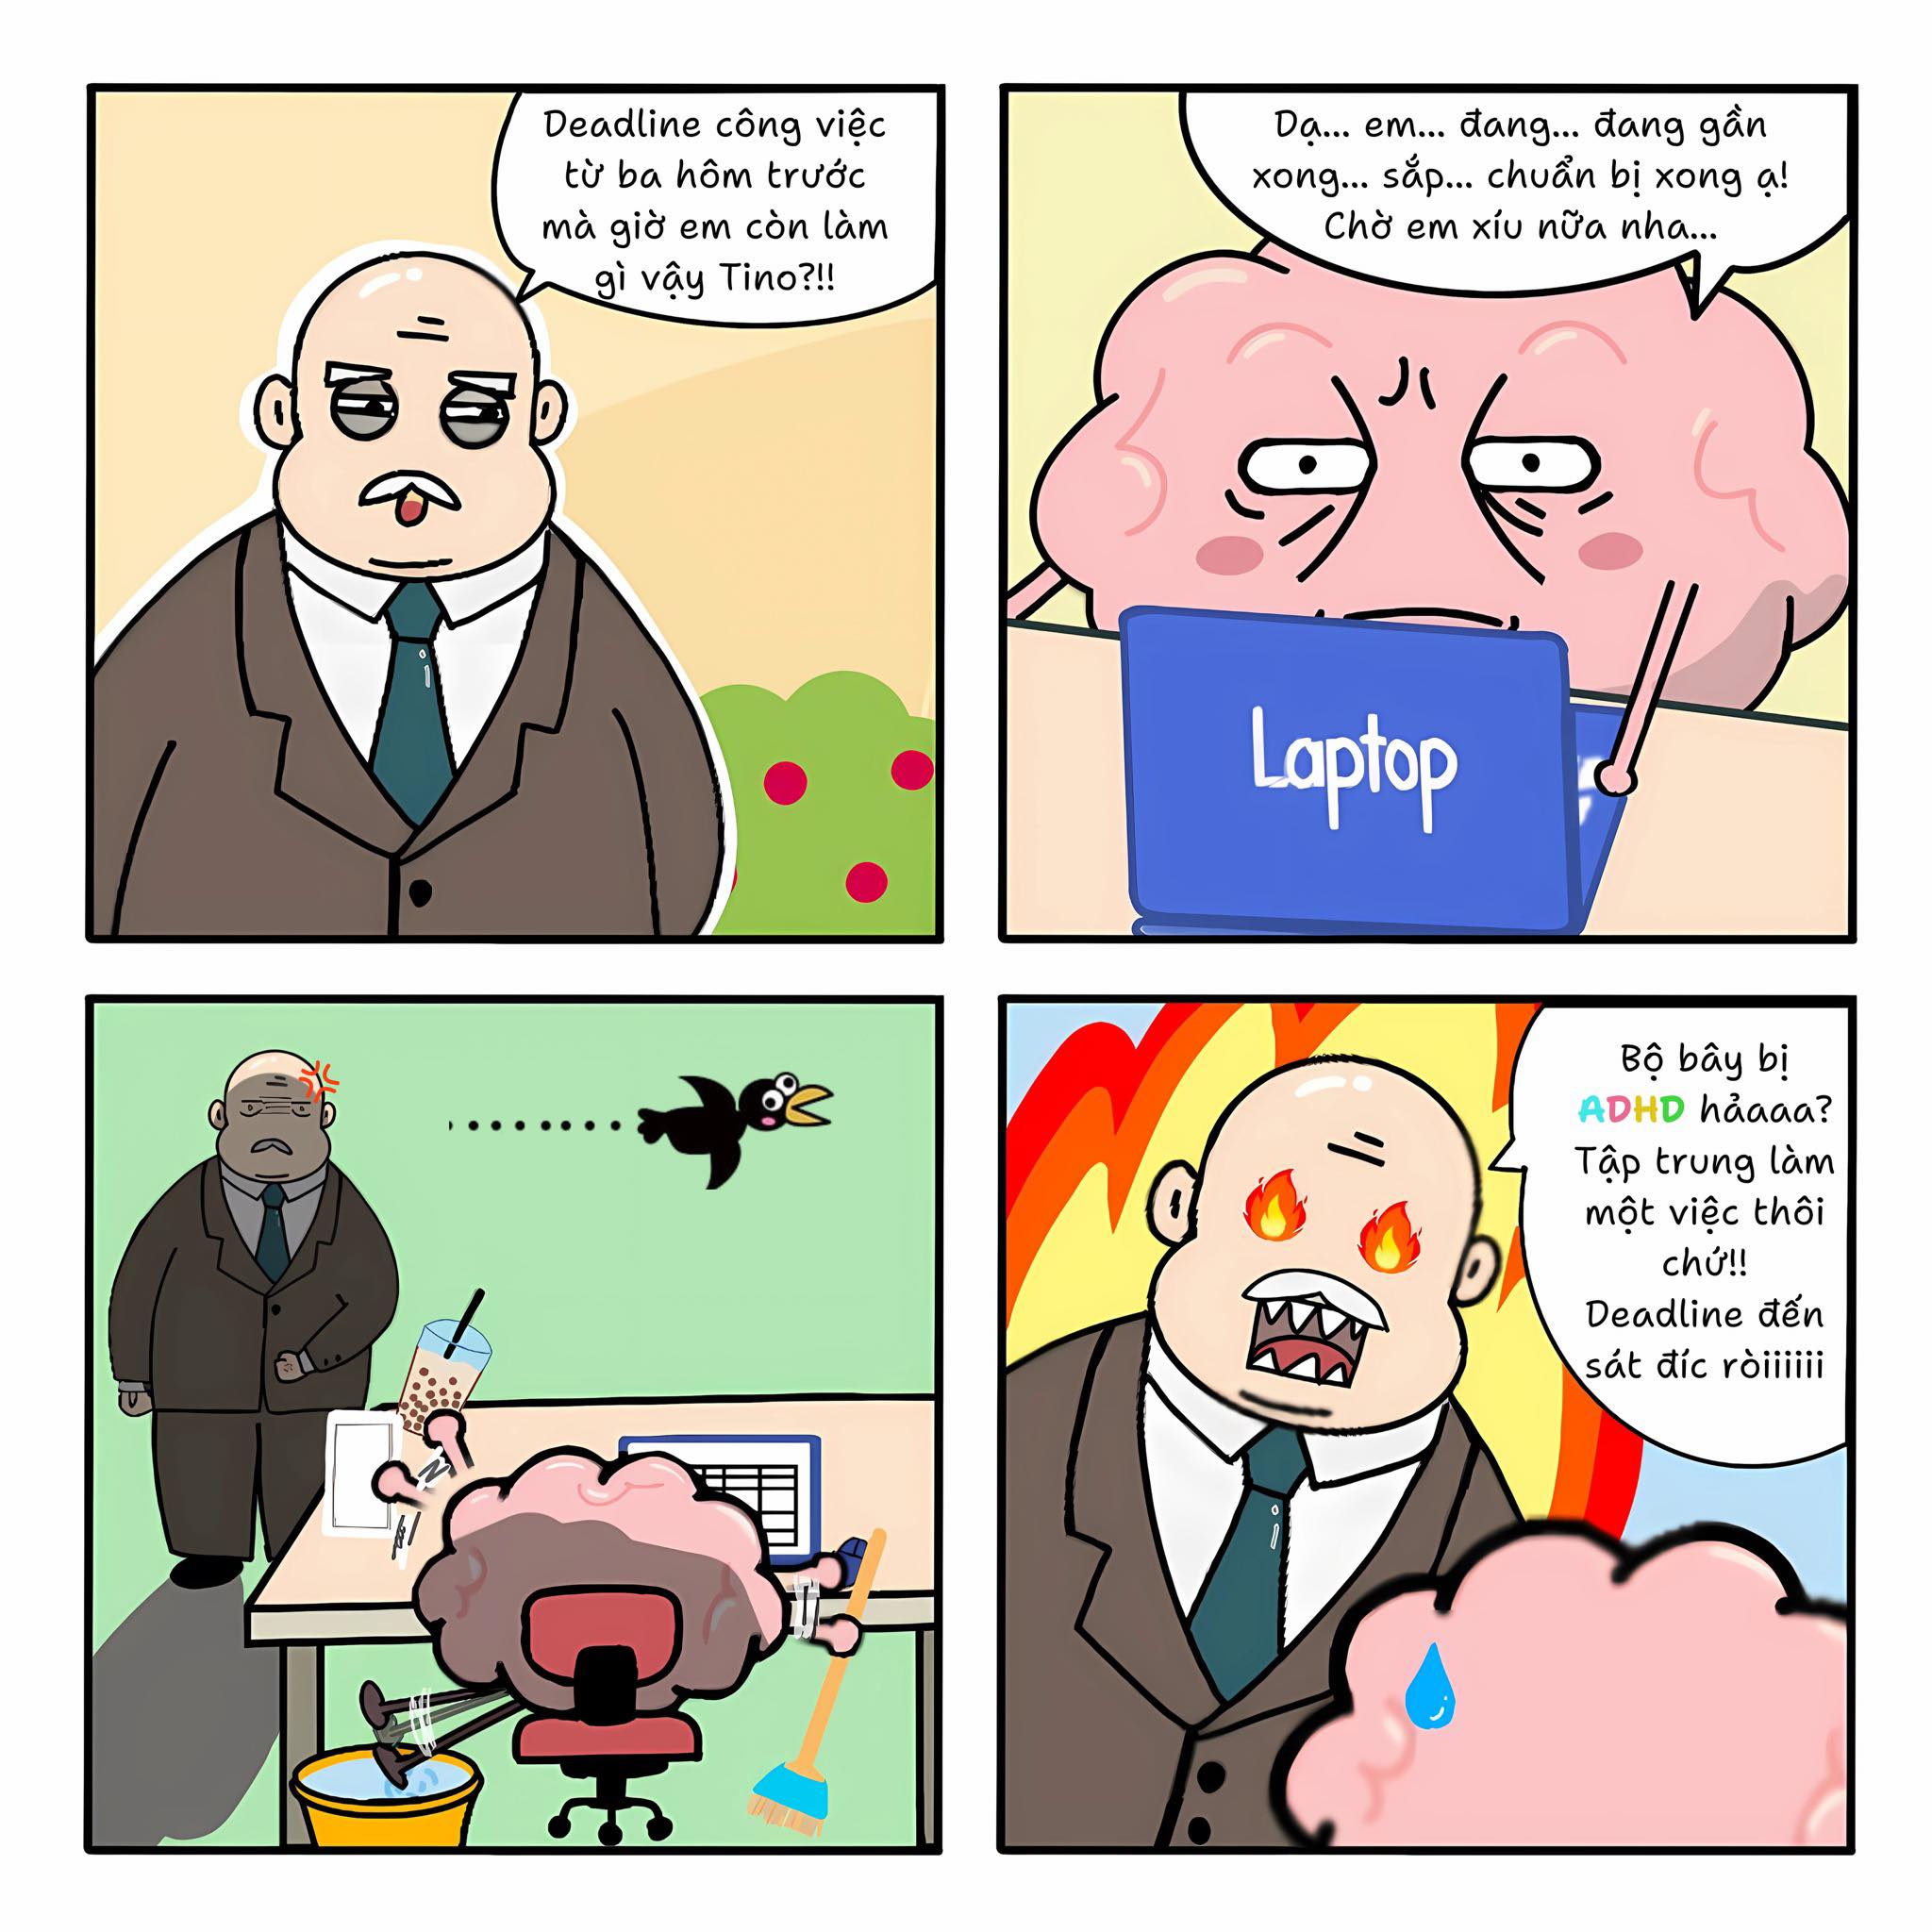 Deadline công việc
từ ba hôm trước
mà giờ em còn làm
gì vậy Tino?!!
Dạ... em... đang... đang gần
xong... sắp... chuẩn bị xong ạ!
Chờ em xíu nữa nha...
Laptop
Bộ bây bị
ADHD hảaaa?
Tập trung làm
một việc thôi
chứ!!
Deadline đến
sát đíc ròiiiiii